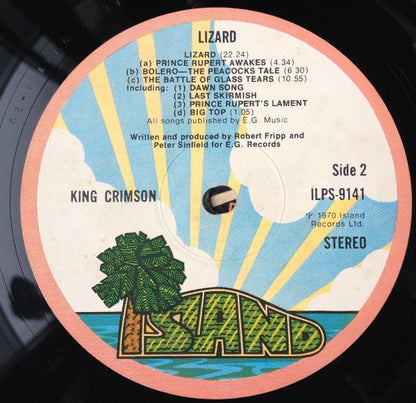 LIZARD
LIZARD (22.24)
(a) PRINCE RUPERT AWAKES (4.34)
(b) BOLERO—THE PEACOCKS TALE (6.30)
(c) THE BATTLE OF GLASS TEARS (10.55)
Including: (1) DAWN SONG
(2) LAST SKIRMISH
(3) PRINCE RUPERT'S LAMENT
(d) BIG TOP (1.05)
All songs published by E.G. Music
Written and produced by Robert Fripp and
Peter Sinfield for E.G. Records
Side 2
KING CRIMSON
ILPS-9141
℗ 1970 Island
Records Ltd.
STEREO
ISLAND